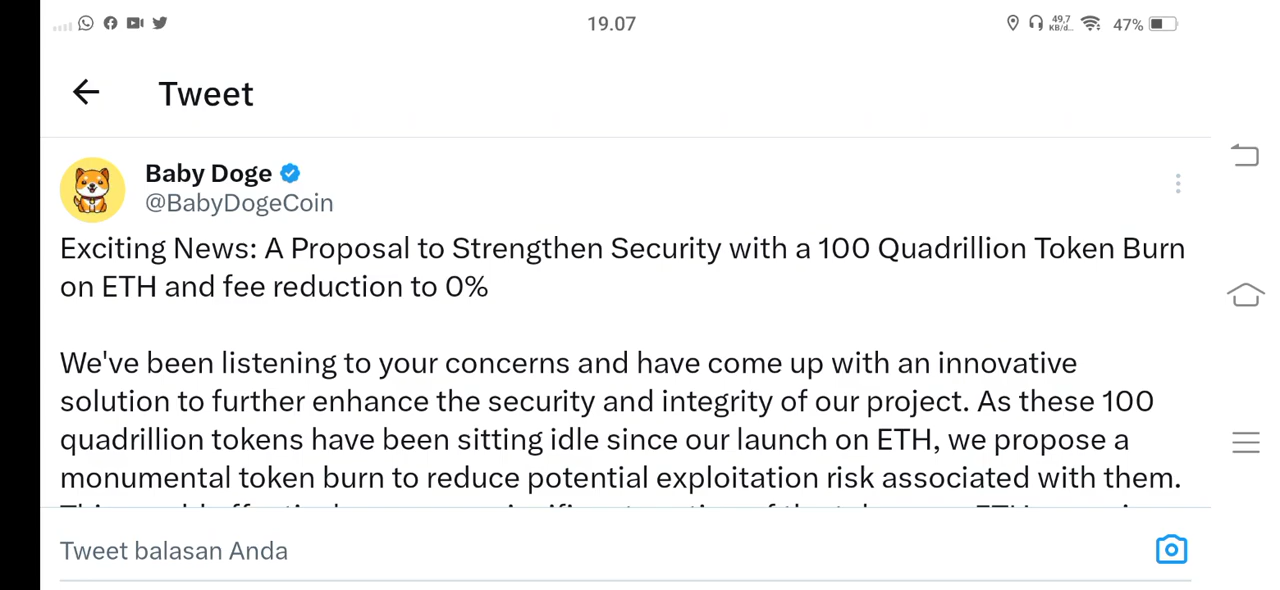 19.07
49,7
KB/d...
47%
Tweet
Baby Doge
@BabyDogeCoin
Exciting News: A Proposal to Strengthen Security with a 100 Quadrillion Token Burn
on ETH and fee reduction to 0%
We've been listening to your concerns and have come up with an innovative
solution to further enhance the security and integrity of our project. As these 100
quadrillion tokens have been sitting idle since our launch on ETH, we propose a
monumental token burn to reduce potential exploitation risk associated with them.
Tweet balasan Anda